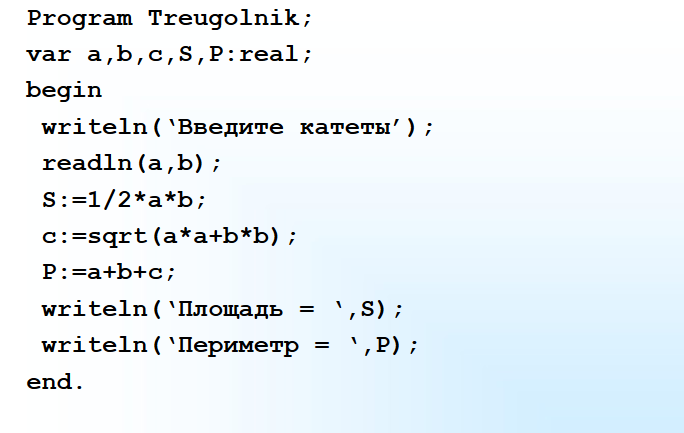 Program Treugolnik;
var a,b,c,S,P:real;
begin
writeln(‘Введите катеты’);
readln(a,b);
S:=1/2*a*b;
c:=sqrt(a*a+b*b);
P:=a+b+c;
writeln(‘Площадь = ‘,S);
writeln(‘Периметр = ‘,P);
end.